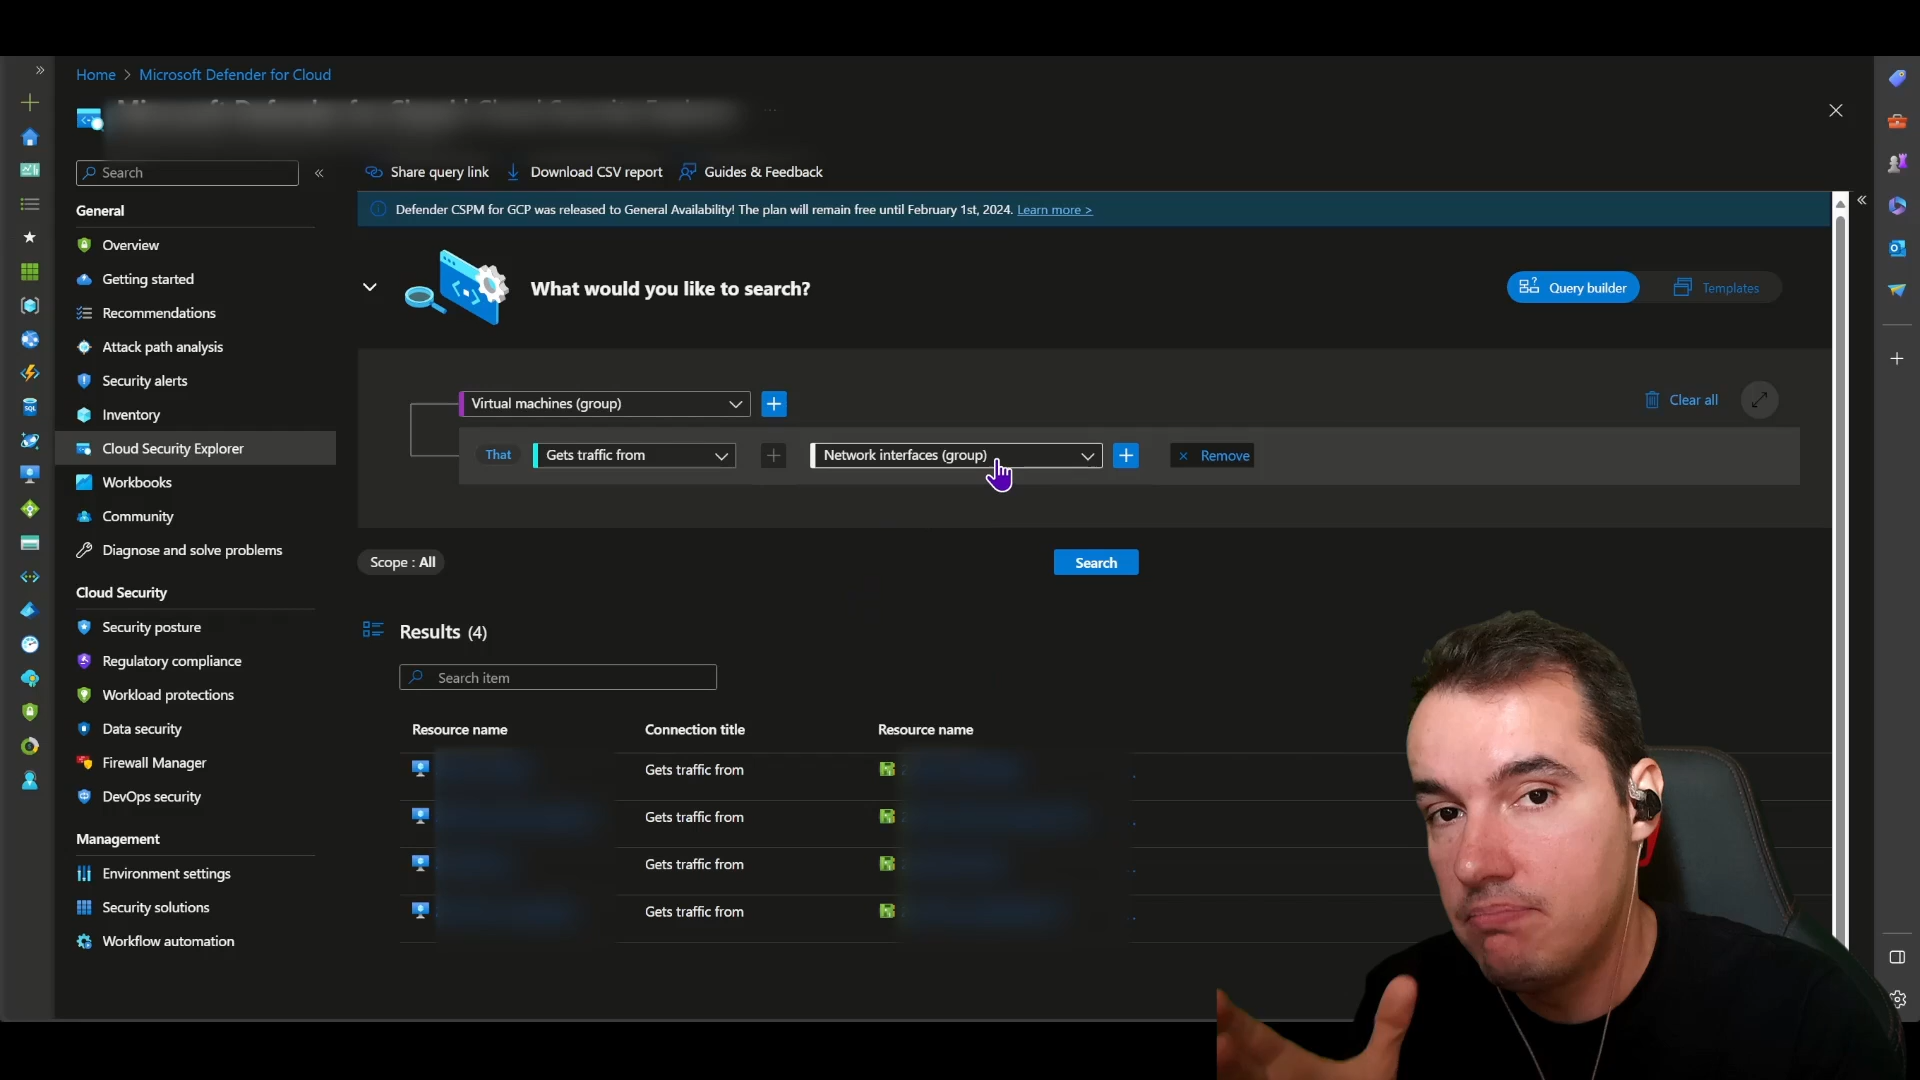 Home > Microsoft Defender for Cloud
Search
Share query link
Download CSV report
Guides & Feedback
General
Defender CSPM for GCP was released to General Availability! The plan will remain free until February 1st, 2024. Learn more >
Overview
Getting started
Recommendations
Attack path analysis
Security alerts
Inventory
Cloud Security Explorer
Workbooks
Community
Diagnose and solve problems
Cloud Security
Security posture
Regulatory compliance
Workload protections
Data security
Firewall Manager
DevOps security
Management
Environment settings
Security solutions
Workflow automation
What would you like to search?
Query builder
Templates
Virtual machines (group)
Clear all
That
Gets traffic from
Network interfaces (group)
Remove
Scope : All
Search
Results (4)
Search item
Resource name
Connection title
Resource name
Gets traffic from
Gets traffic from
Gets traffic from
Gets traffic from
SQL